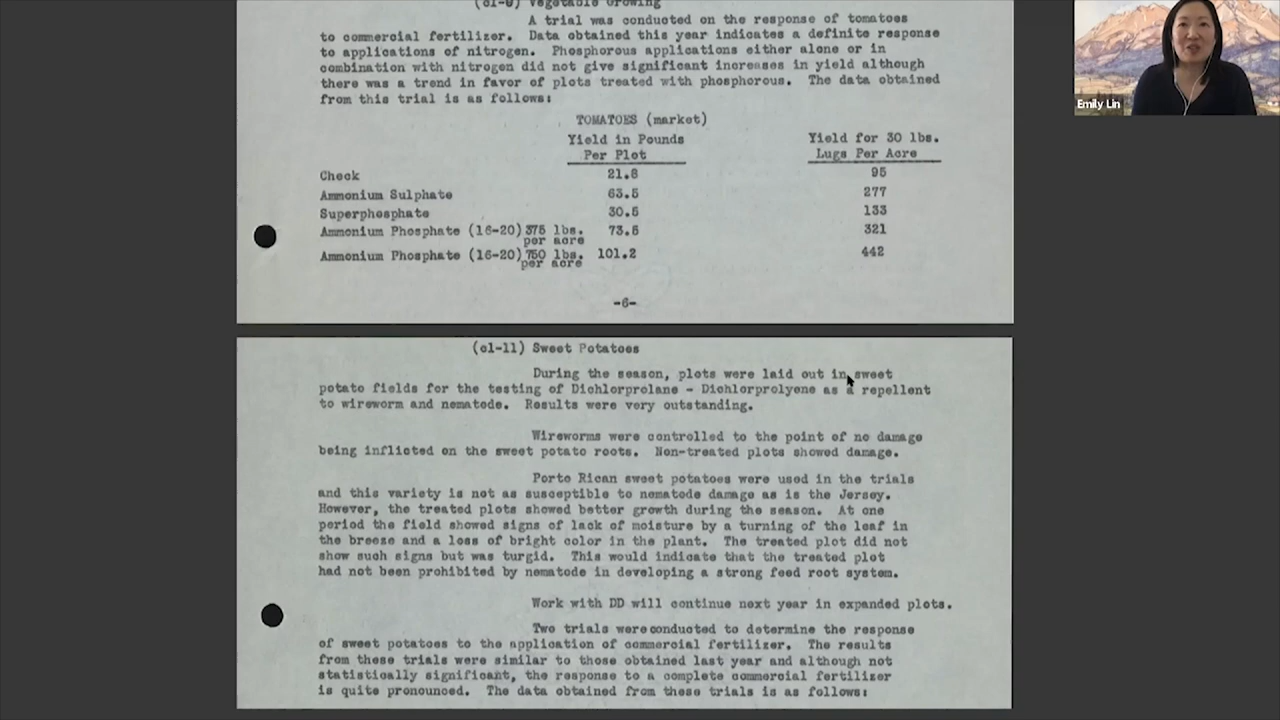 (cl-6) Vegetable Growing
A trial was conducted on the response of tomatoes
to commercial fertilizer. Data obtained this year indicates a definite response
to applications of nitrogen. Phosphorous applications either alone or in
combination with nitrogen did not give significant increases in yield although
there was a trend in favor of plots treated with phosphorous. The data obtained
from this trial is as follows:
TOMATOES (market)
Yield in Pounds Per Plot
Yield for 30 lbs. Lugs Per Acre
Check 21.8 95
Ammonium Sulphate 63.5 277
Superphosphate 30.5 133
Ammonium Phosphate (16-20) 375 lbs. per acre 73.5 321
Ammonium Phosphate (16-20) 750 lbs. per acre 101.2 442
-6-
(cl-11) Sweet Potatoes
During the season, plots were laid out in sweet
potato fields for the testing of Dichlorprolane - Dichlorprolyene as a repellent
to wireworm and nematode. Results were very outstanding.
Wireworms were controlled to the point of no damage
being inflicted on the sweet potato roots. Non-treated plots showed damage.
Porto Rican sweet potatoes were used in the trials
and this variety is not as susceptible to nematode damage as is the Jersey.
However, the treated plots showed better growth during the season. At one
period the field showed signs of lack of moisture by a turning of the leaf in
the breeze and a loss of bright color in the plant. The treated plot did not
show such signs but was turgid. This would indicate that the treated plot
had not been prohibited by nematode in developing a strong feed root system.
Work with DD will continue next year in expanded plots.
Two trials were conducted to determine the response
of sweet potatoes to the application of commercial fertilizer. The results
from these trials were similar to those obtained last year and although not
statistically significant, the response to a complete commercial fertilizer
is quite pronounced. The data obtained from these trials is as follows:
Emily Lin